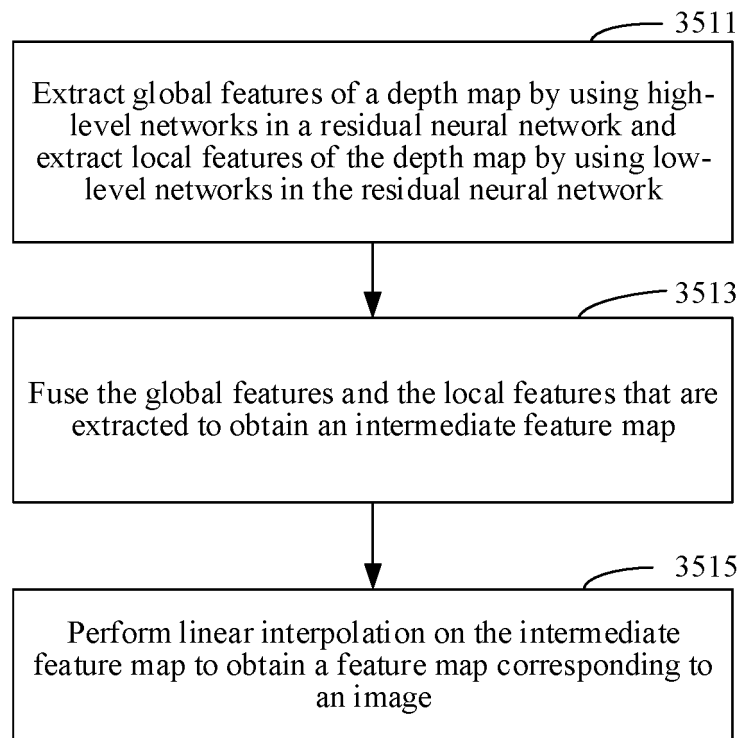 3511
Extract global features of a depth map by using high-
level networks in a residual neural network and
extract local features of the depth map by using low-
level networks in the residual neural network
3513
Fuse the global features and the local features that are
extracted to obtain an intermediate feature map
3515
Perform linear interpolation on the intermediate
feature map to obtain a feature map corresponding to
an image